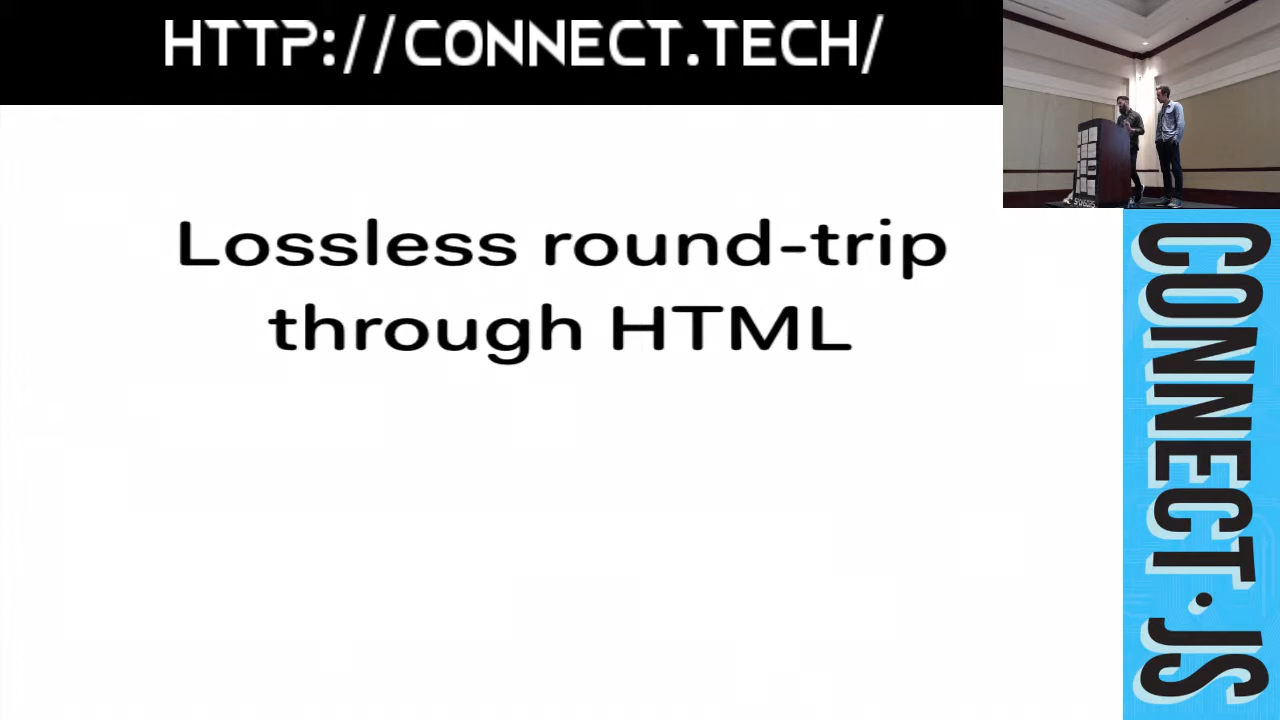 HTTP://CONNECT.TECH/
Lossless round-trip
through HTML
CONNECT.JS